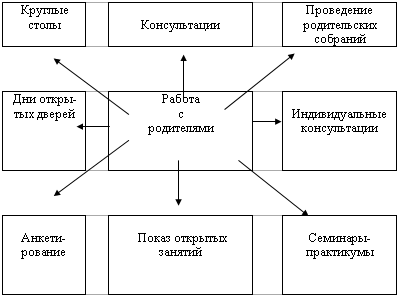 Круглые
столы
Консультации
Проведение
родительских
собраний
Дни откры-
тых дверей
Работа
с
родителями
Индивидуальные
консультации
Анкети-
рование
Показ открытых
занятий
Семинары-
практикумы